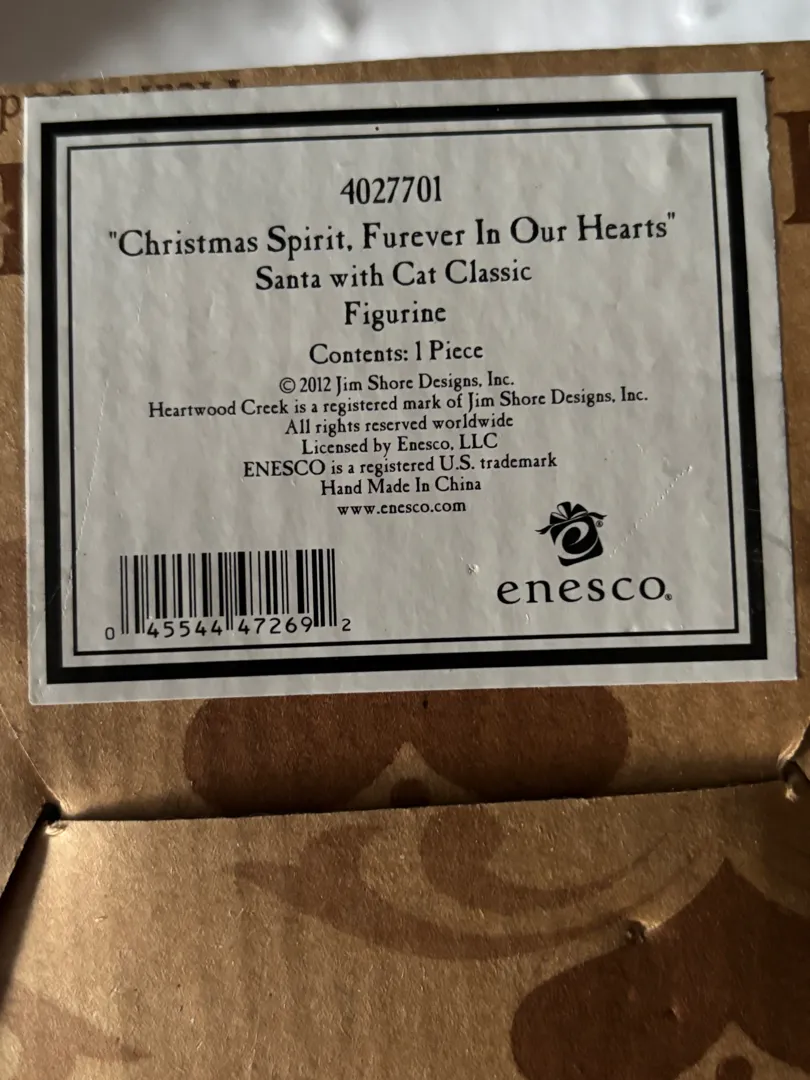 4027701
"Christmas Spirit, Furever In Our Hearts"
Santa with Cat Classic
Figurine
Contents: 1 Piece
© 2012 Jim Shore Designs, Inc.
Heartwood Creek is a registered mark of Jim Shore Designs, Inc.
All rights reserved worldwide
Licensed by Enesco, LLC
ENESCO is a registered U.S. trademark
Hand Made In China
www.enesco.com
enesco®
0 45544 47269 2